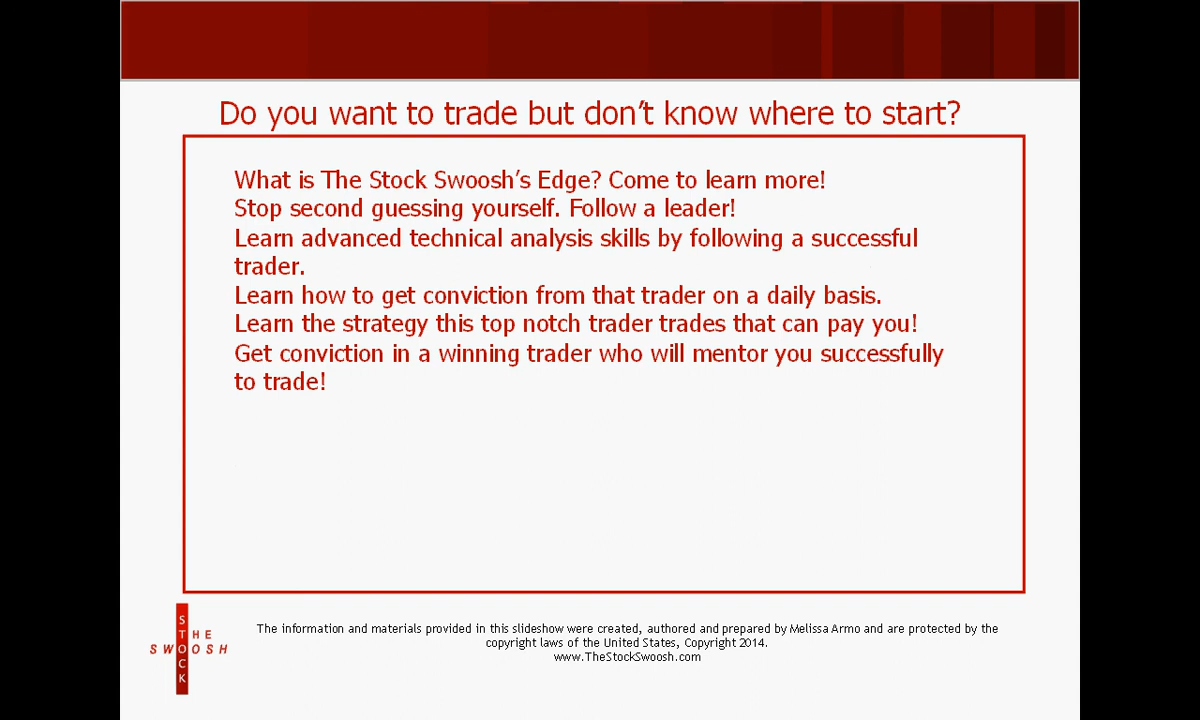 Do you want to trade but don't know where to start?
What is The Stock Swoosh's Edge? Come to learn more!
Stop second guessing yourself. Follow a leader!
Learn advanced technical analysis skills by following a successful
trader.
Learn how to get conviction from that trader on a daily basis.
Learn the strategy this top notch trader trades that can pay you!
Get conviction in a winning trader who will mentor you successfully
to trade!
THE
STOCK
SWOOSH
The information and materials provided in this slideshow were created, authored and prepared by Melissa Armo and are protected by the
copyright laws of the United States, Copyright 2014.
www.TheStockSwoosh.com